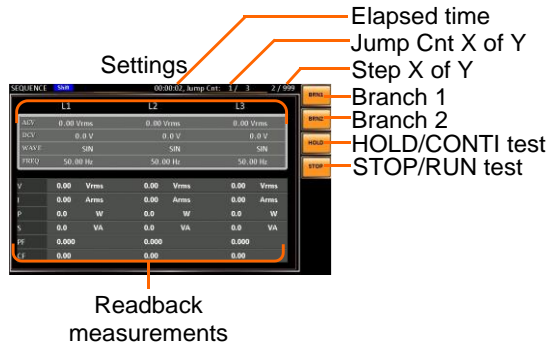 Elapsed time
Jump Cnt X of Y
Settings
Step X of Y
SEQUENCE Shift 00:00:02, Jump Cnt: 1 / 3 2 / 999
BRN1
Branch 1
L1 L2 L3
BRN2
Branch 2
ACV 0.00 Vrms 0.00 Vrms 0.00 Vrms
HOLD
HOLD/CONTI test
DCV 0.0 V 0.0 V 0.0 V
WAVE SIN SIN SIN
STOP
STOP/RUN test
FREQ 50.00 Hz 50.00 Hz 50.00 Hz
V 0.00 Vrms 0.00 Vrms 0.00 Vrms
I 0.00 Arms 0.00 Arms 0.00 Arms
P 0.0 W 0.0 W 0.0 W
S 0.0 VA 0.0 VA 0.0 VA
PF 0.000 0.000 0.000
CF 0.00 0.00 0.00
Readback
measurements